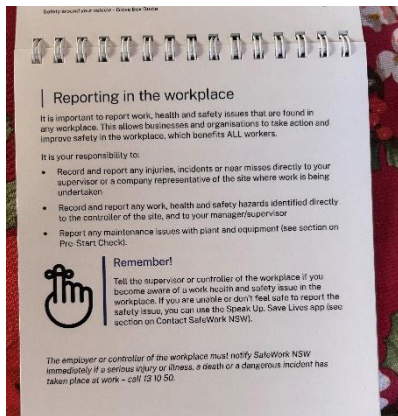 Safety around your vehicle - Glove Box Guide
Reporting in the workplace
It is important to report work, health and safety issues that are found in
any workplace. This allows businesses and organisations to take action and
improve safety in the workplace, which benefits ALL workers.
It is your responsibility to:
• Record and report any injuries, incidents or near misses directly to your
supervisor or a company representative of the site where work is being
undertaken
• Record and report any work, health and safety hazards identified directly
to the controller of the site, and to your manager/supervisor
• Report any maintenance issues with plant and equipment (see section on
Pre-Start Check).
Remember!
Tell the supervisor or controller of the workplace if you
become aware of a work health and safety issue in the
workplace. If you are unable or don't feel safe to report the
safety issue, you can use the Speak Up. Save Lives app (see
section on Contact SafeWork NSW).
The employer or controller of the workplace must notify SafeWork NSW
immediately if a serious injury or illness, a death or a dangerous incident has
taken place at work – call 13 10 50.